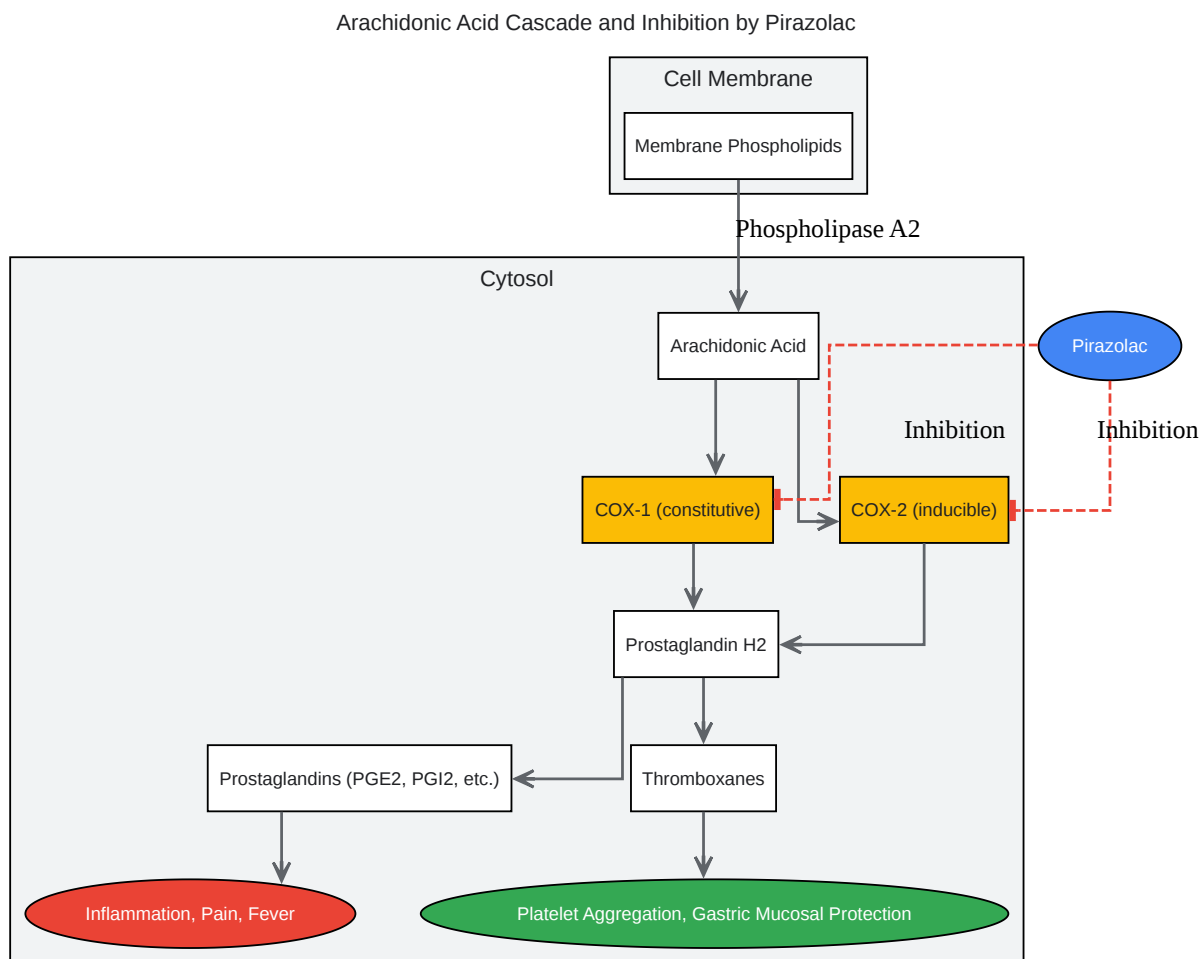 Arachidonic Acid Cascade and Inhibition by Pirazolac
Cell Membrane
Membrane Phospholipids
Phospholipase A2
Cytosol
Arachidonic Acid
Pirazolac
Inhibition
Inhibition
COX-1 (constitutive)
COX-2 (inducible)
Prostaglandin H2
Prostaglandins (PGE2, PGI2, etc.)
Thromboxanes
Inflammation, Pain, Fever
Platelet Aggregation, Gastric Mucosal Protection